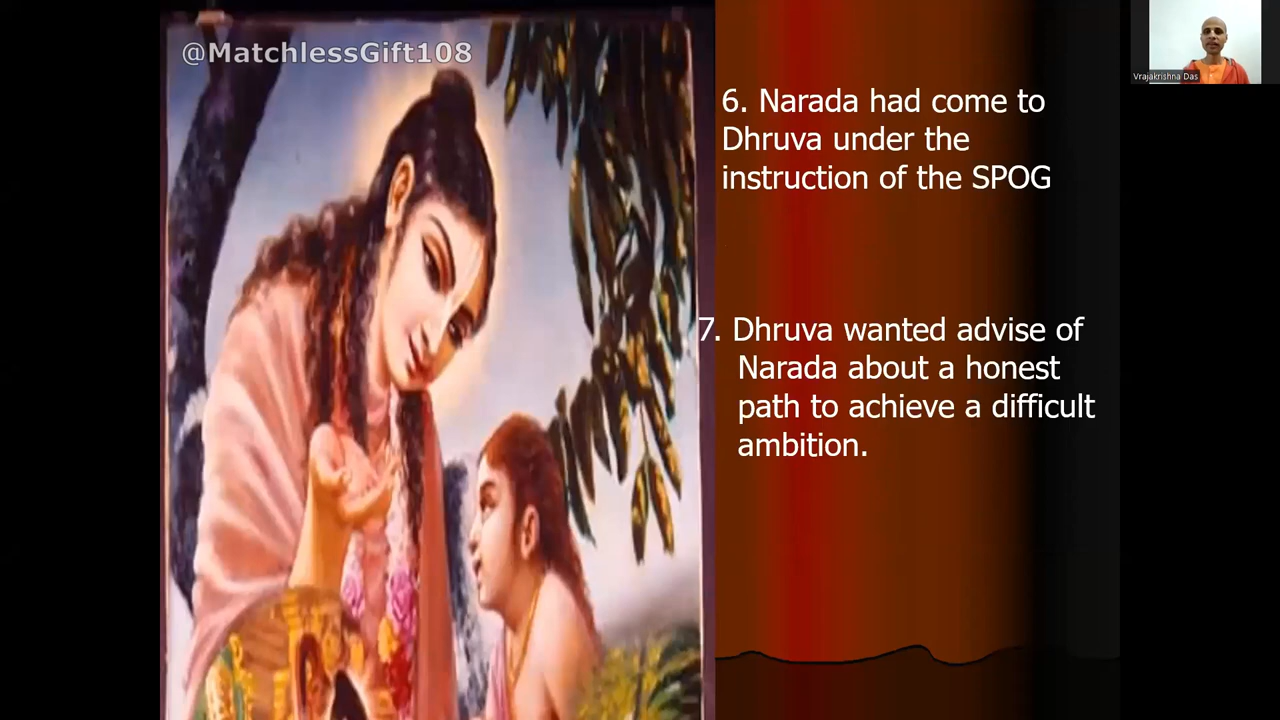 @MatchlessGift108
6. Narada had come to
Dhruva under the
instruction of the SPOG
7. Dhruva wanted advise of
Narada about a honest
path to achieve a difficult
ambition.
Vrajakrishna Das